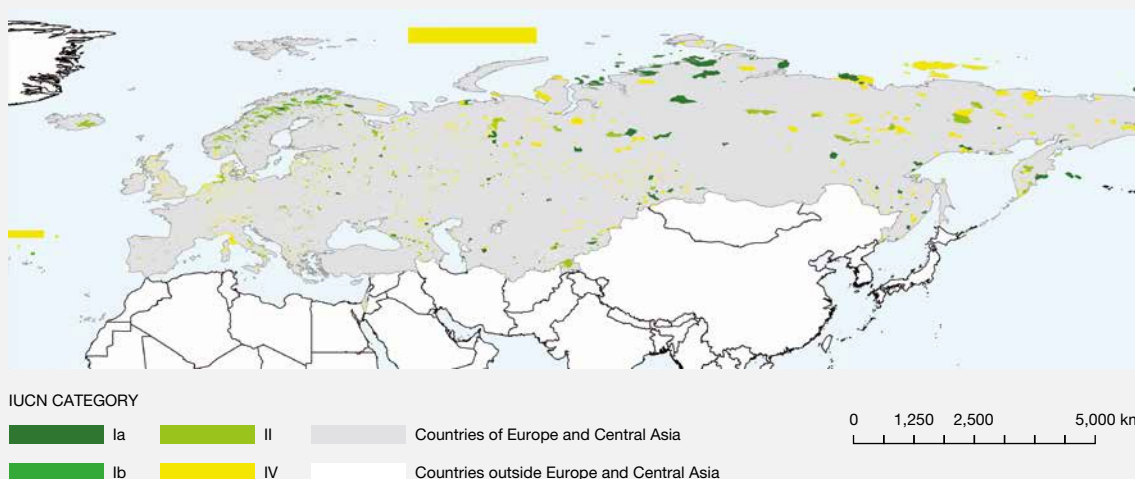 IUCN CATEGORY
Ia
II
Countries of Europe and Central Asia
Ib
IV
Countries outside Europe and Central Asia
0 1,250 2,500 5,000 km